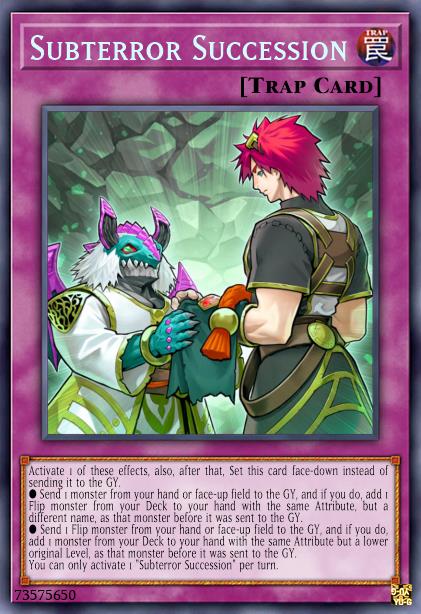 SUBTERROR SUCCESSION
TRAP
罠
[TRAP CARD]
Activate 1 of these effects, also, after that, Set this card face-down instead of
sending it to the GY.
●Send 1 monster from your hand or face-up field to the GY, and if you do, add 1
Flip monster from your Deck to your hand with the same Attribute, but a
different name, as that monster before it was sent to the GY.
●Send 1 Flip monster from your hand or face-up field to the GY, and if you do,
add 1 monster from your Deck to your hand with the same Attribute but a lower
original Level, as that monster before it was sent to the GY.
You can only activate 1 "Subterror Succession" per turn.
73575650